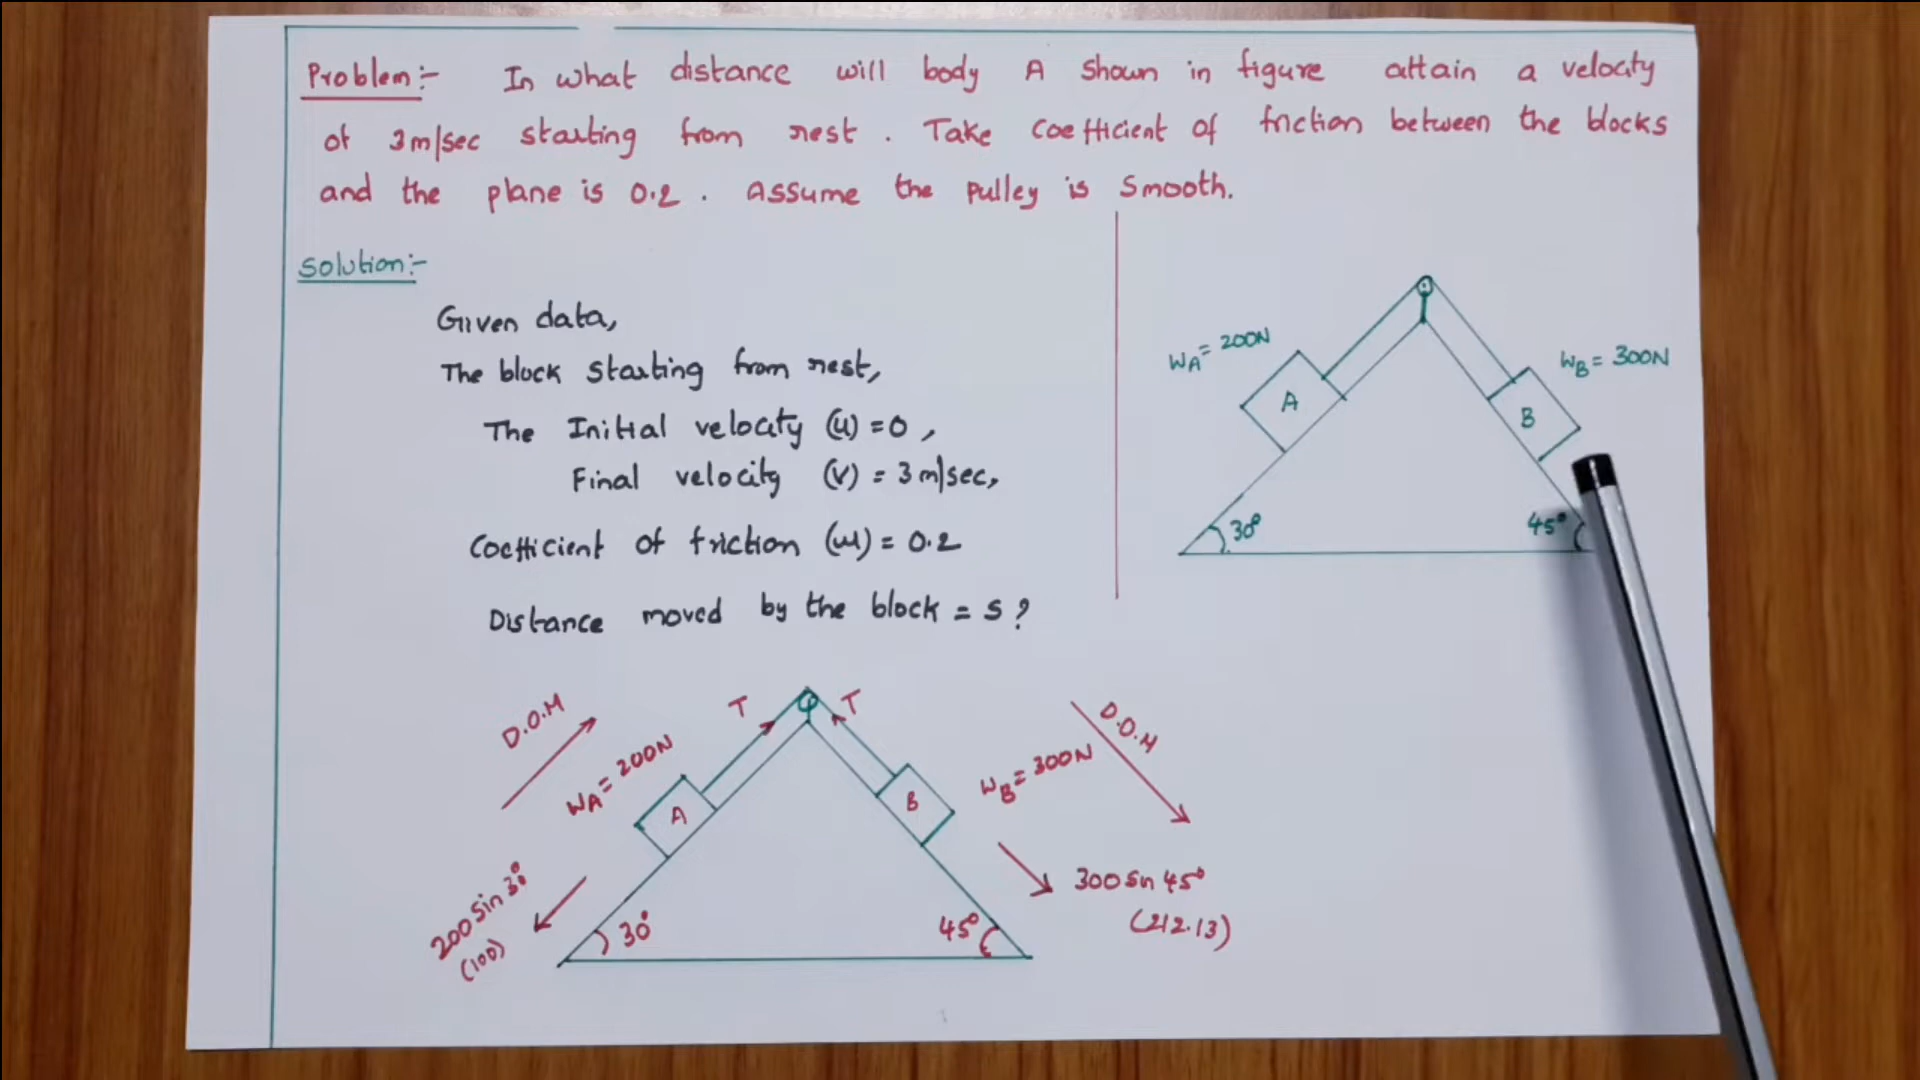 Problem:- In what distance will body A shown in figure attain a velocity
of 3m/sec starting from rest. Take coefficient of friction between the blocks
and the plane is 0.2. Assume the pulley is smooth.
Solution:-
Given data,
The block starting from rest,
The Initial velocity (u) = 0,
Final velocity (v) = 3m/sec,
Coefficient of friction (μ) = 0.2
Distance moved by the block = s?
WA = 200N
WB = 300N
A
B
30°
45°
D.O.M
T
T
D.O.M
WA = 200N
WB = 300N
A
B
200 Sin 30°
(100)
30°
45°
300 Sin 45°
(212.13)